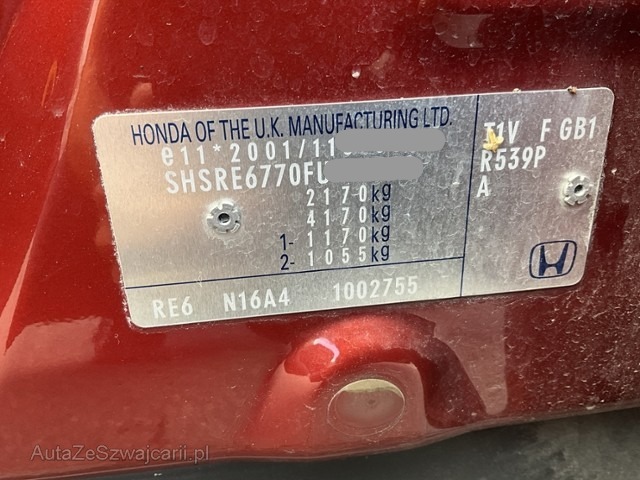 HONDA OF THE U.K. MANUFACTURING LTD.
e11*2001/11
SHSRE6770FU
2170kg
4170kg
1- 1170kg
2- 1055kg
RE6 N16A4 1002755
T1V F GB1
R539P
A
AutaZeSzwajcarii.pl